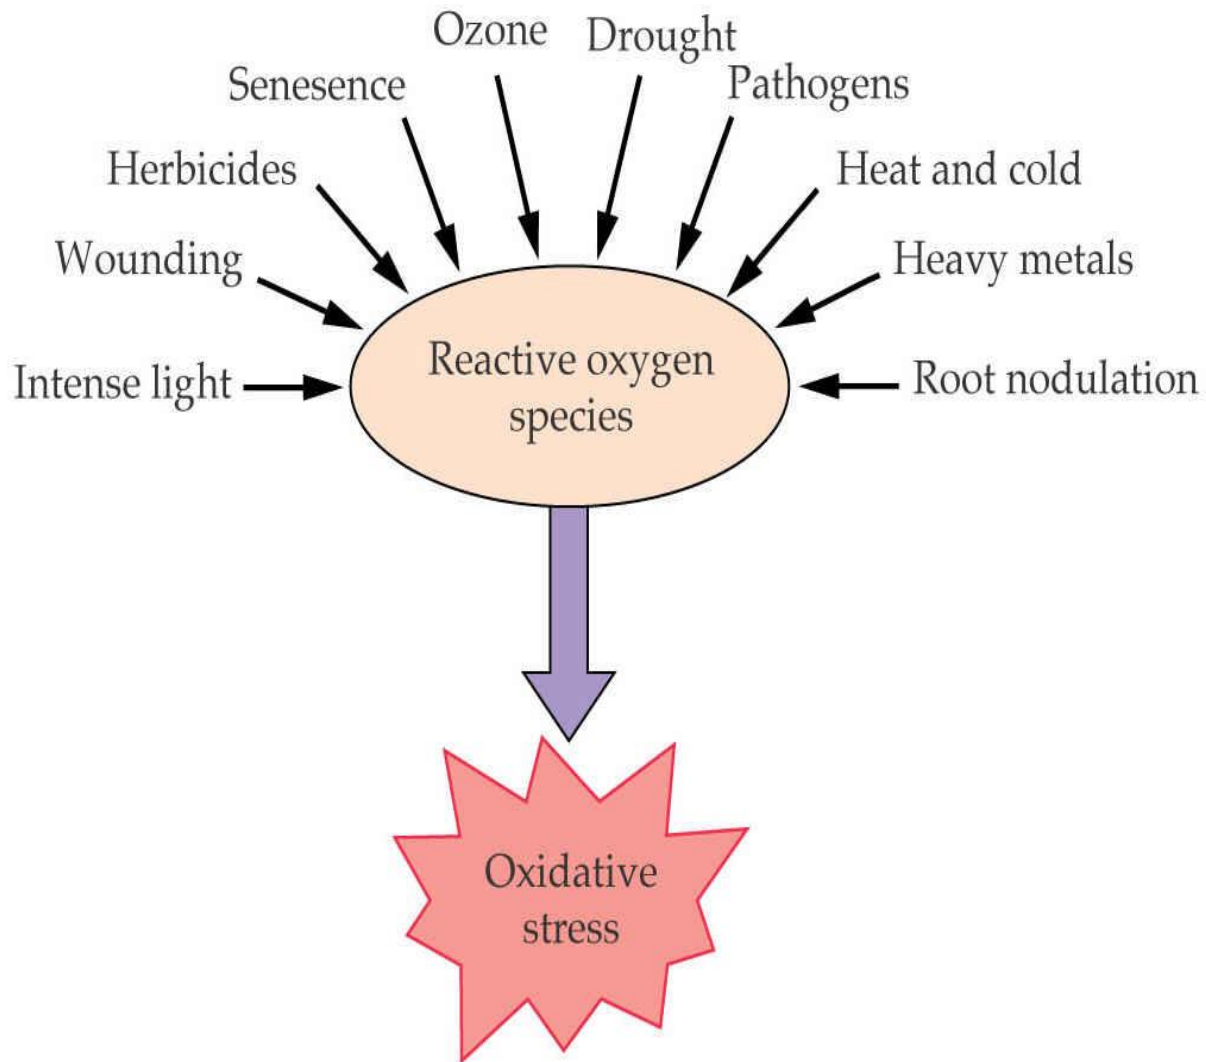 Ozone
Drought
Senesence
Pathogens
Herbicides
Heat and cold
Wounding
Heavy metals
Intense light
Reactive oxygen
species
Root nodulation
Oxidative
stress